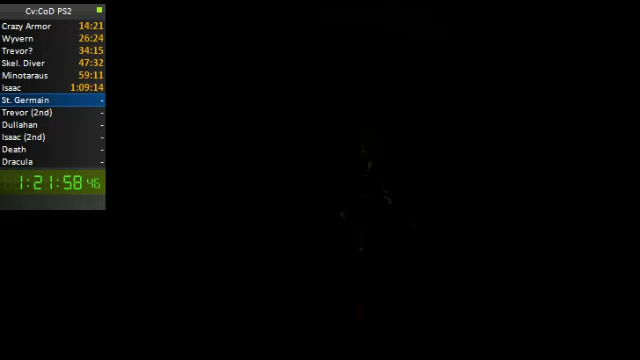 Cv:CoD PS2
Crazy Armor 14:21
Wyvern 26:24
Trevor? 34:15
Skel. Diver 47:32
Minotaraus 59:11
Isaac 1:09:14
St. Germain -
Trevor (2nd) -
Dullahan -
Isaac (2nd) -
Death -
Dracula -
1:21:58 46